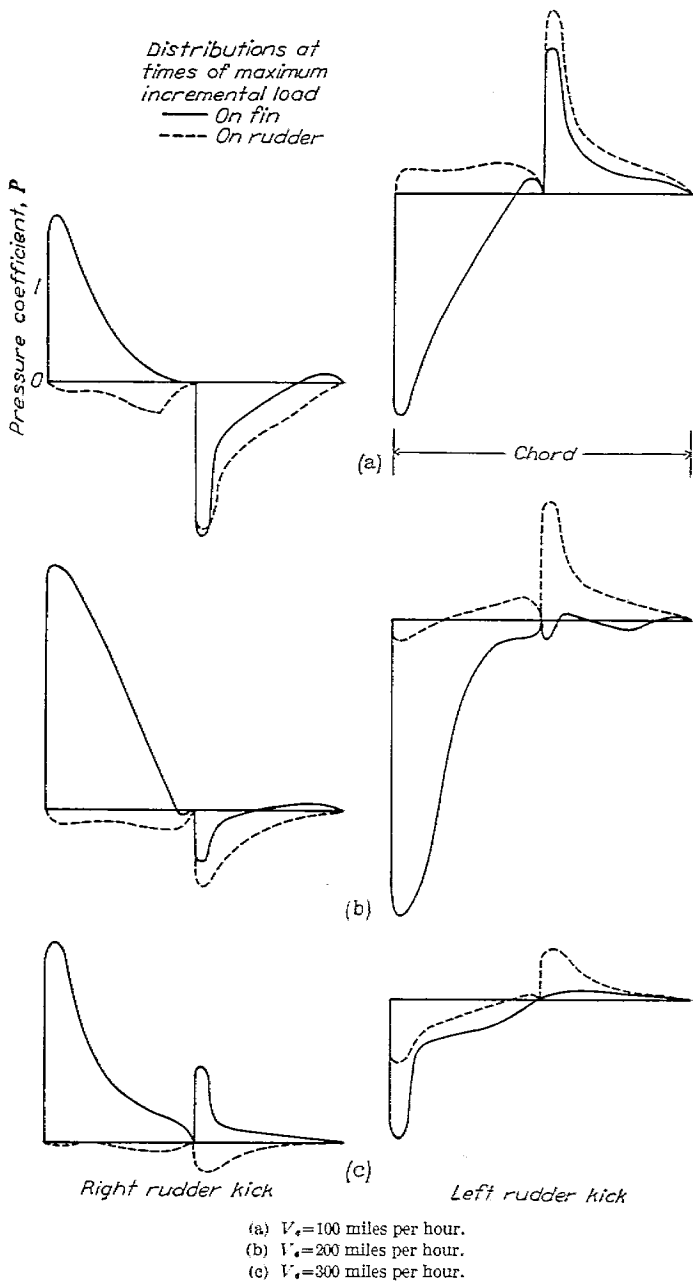 Distributions at
times of maximum
incremental load
On fin
On rudder
Pressure coefficient, P
1
0
(a)
Chord
(b)
(c)
Right rudder kick
Left rudder kick
(a) Vₑ=100 miles per hour.
(b) Vₑ=200 miles per hour.
(c) Vₑ=300 miles per hour.